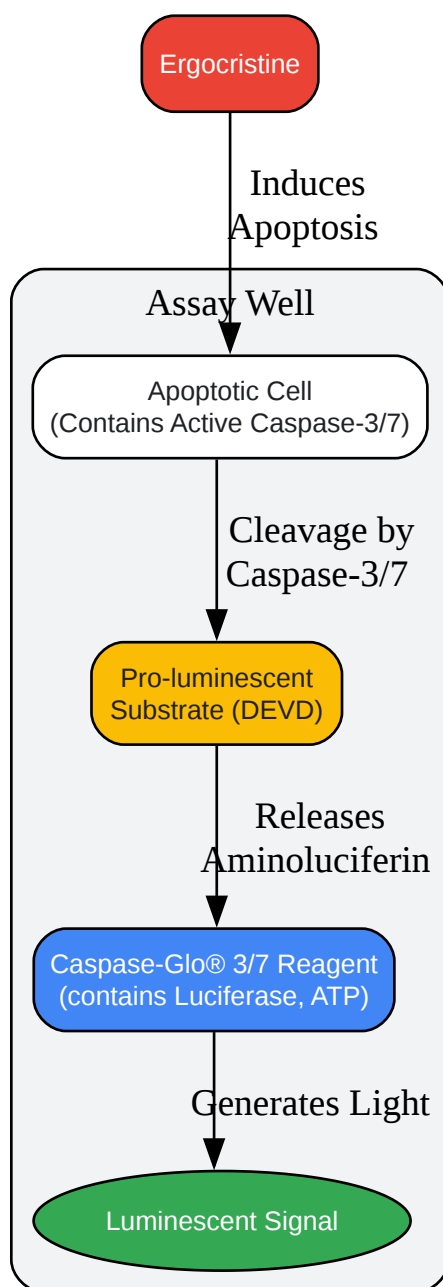 Ergocristine
Induces
Apoptosis
Assay Well
Apoptotic Cell
(Contains Active Caspase-3/7)
Cleavage by
Caspase-3/7
Pro-luminescent
Substrate (DEVD)
Releases
Aminoluciferin
Caspase-Glo® 3/7 Reagent
(contains Luciferase, ATP)
Generates Light
Luminescent Signal